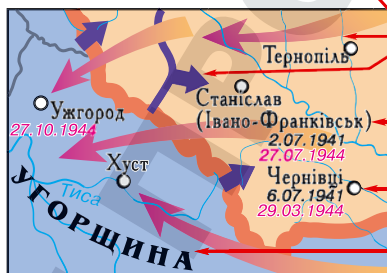 Тернопіль
Станіслав
(Івано-Франківськ)
2.07.1941
27.07.1944
Ужгород
27.10.1944
Хуст
Чернівці
6.07.1941
29.03.1944
Тиса
УГОРЩИНА